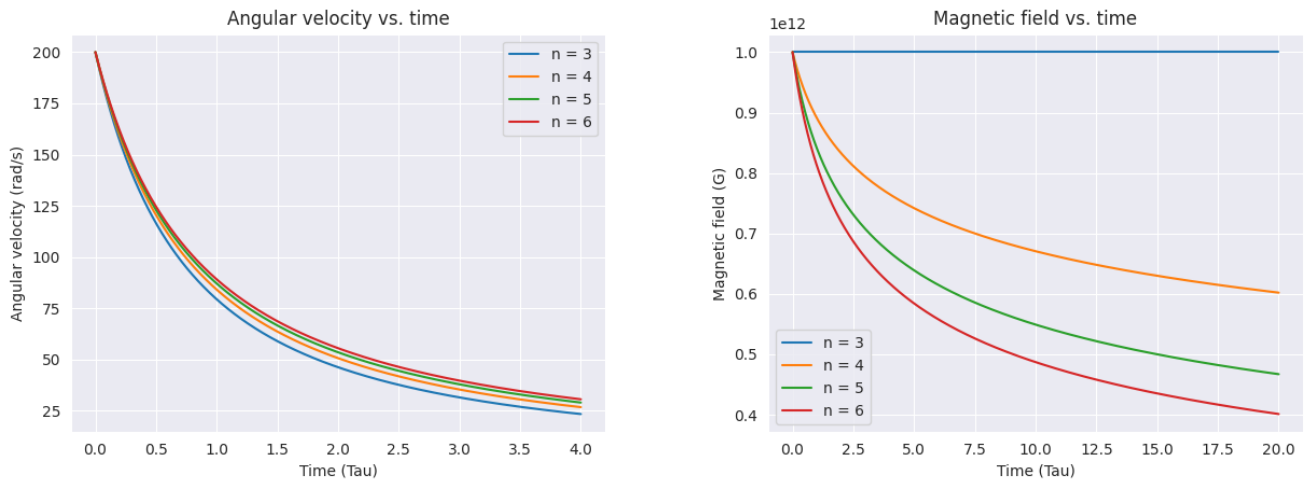 Angular velocity vs. time
200
175
150
125
100
75
50
25
Angular velocity (rad/s)
n = 3
n = 4
n = 5
n = 6
0.0 0.5 1.0 1.5 2.0 2.5 3.0 3.5 4.0
Time (Tau)
Magnetic field vs. time
1e12
1.0
0.9
0.8
0.7
0.6
0.5
0.4
Magnetic field (G)
n = 3
n = 4
n = 5
n = 6
0.0 2.5 5.0 7.5 10.0 12.5 15.0 17.5 20.0
Time (Tau)